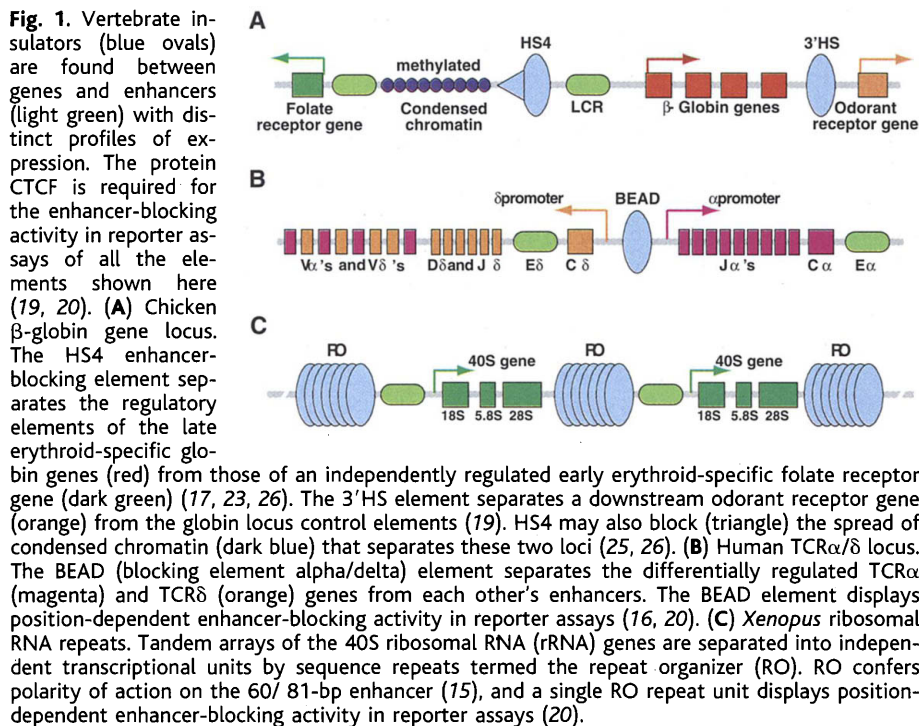 Fig. 1. Vertebrate in-
sulators (blue ovals)
are found between
genes and enhancers
(light green) with dis-
tinct profiles of ex-
pression. The protein
CTCF is required for
the enhancer-blocking
activity in reporter as-
says of all the ele-
ments shown here
(19, 20). (A) Chicken
β-globin gene locus.
The HS4 enhancer-
blocking element sep-
arates the regulatory
elements of the late
erythroid-specific glo-
bin genes (red) from those of an independently regulated early erythroid-specific folate receptor
gene (dark green) (17, 23, 26). The 3′HS element separates a downstream odorant receptor gene
(orange) from the globin locus control elements (19). HS4 may also block (triangle) the spread of
condensed chromatin (dark blue) that separates these two loci (25, 26). (B) Human TCRα/δ locus.
The BEAD (blocking element alpha/delta) element separates the differentially regulated TCRα
(magenta) and TCRδ (orange) genes from each other's enhancers. The BEAD element displays
position-dependent enhancer-blocking activity in reporter assays (16, 20). (C) Xenopus ribosomal
RNA repeats. Tandem arrays of the 40S ribosomal RNA (rRNA) genes are separated into indepen-
dent transcriptional units by sequence repeats termed the repeat organizer (RO). RO confers
polarity of action on the 60/ 81-bp enhancer (15), and a single RO repeat unit displays position-
dependent enhancer-blocking activity in reporter assays (20).
A
HS4 3'HS
methylated
Folate Condensed LCR β- Globin genes Odorant
receptor gene chromatin receptor gene
B
δpromoter BEAD αpromoter
Vα's and Vδ's Dδ and J δ Eδ C δ Jα's C α Eα
C
RO 40S gene RO 40S gene RO
18S 5.8S 28S 18S 5.8S 28S